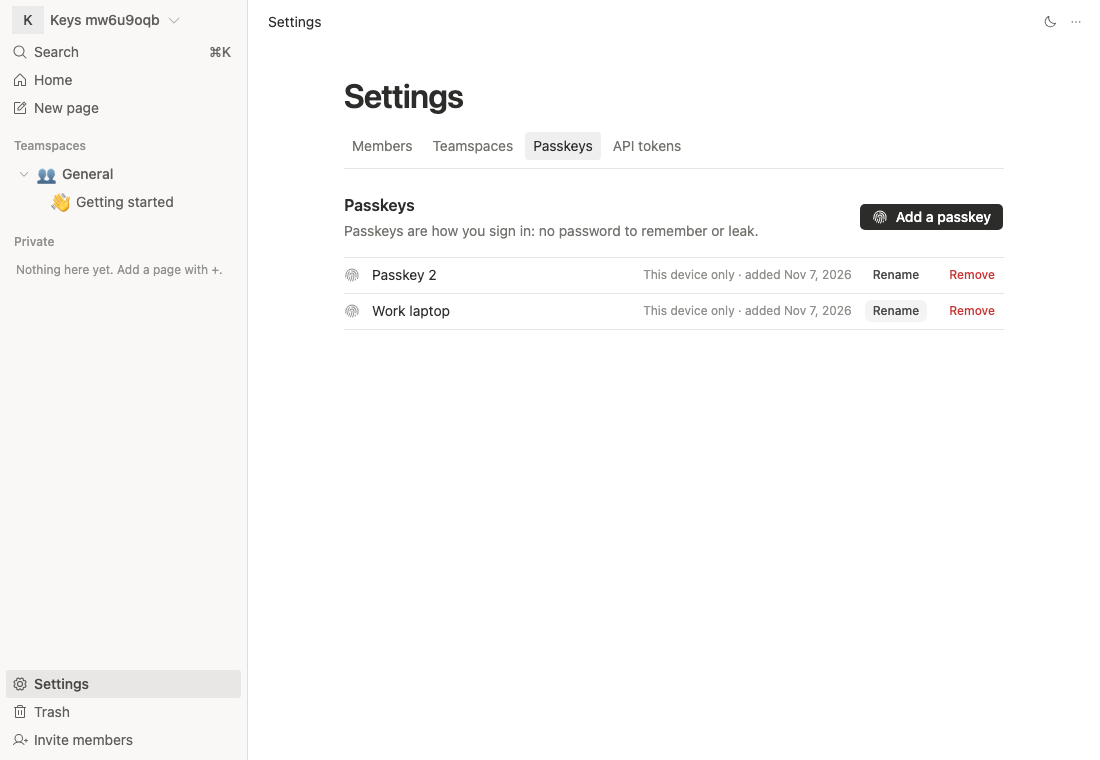 K Keys mw6u9oqb
Search ⌘K
Home
New page
Teamspaces
General
Getting started
Private
Nothing here yet. Add a page with +.
Settings
Trash
Invite members
Settings
Settings
Members Teamspaces Passkeys API tokens
Passkeys
Passkeys are how you sign in: no password to remember or leak.
Add a passkey
Passkey 2 This device only · added Nov 7, 2026 Rename Remove
Work laptop This device only · added Nov 7, 2026 Rename Remove